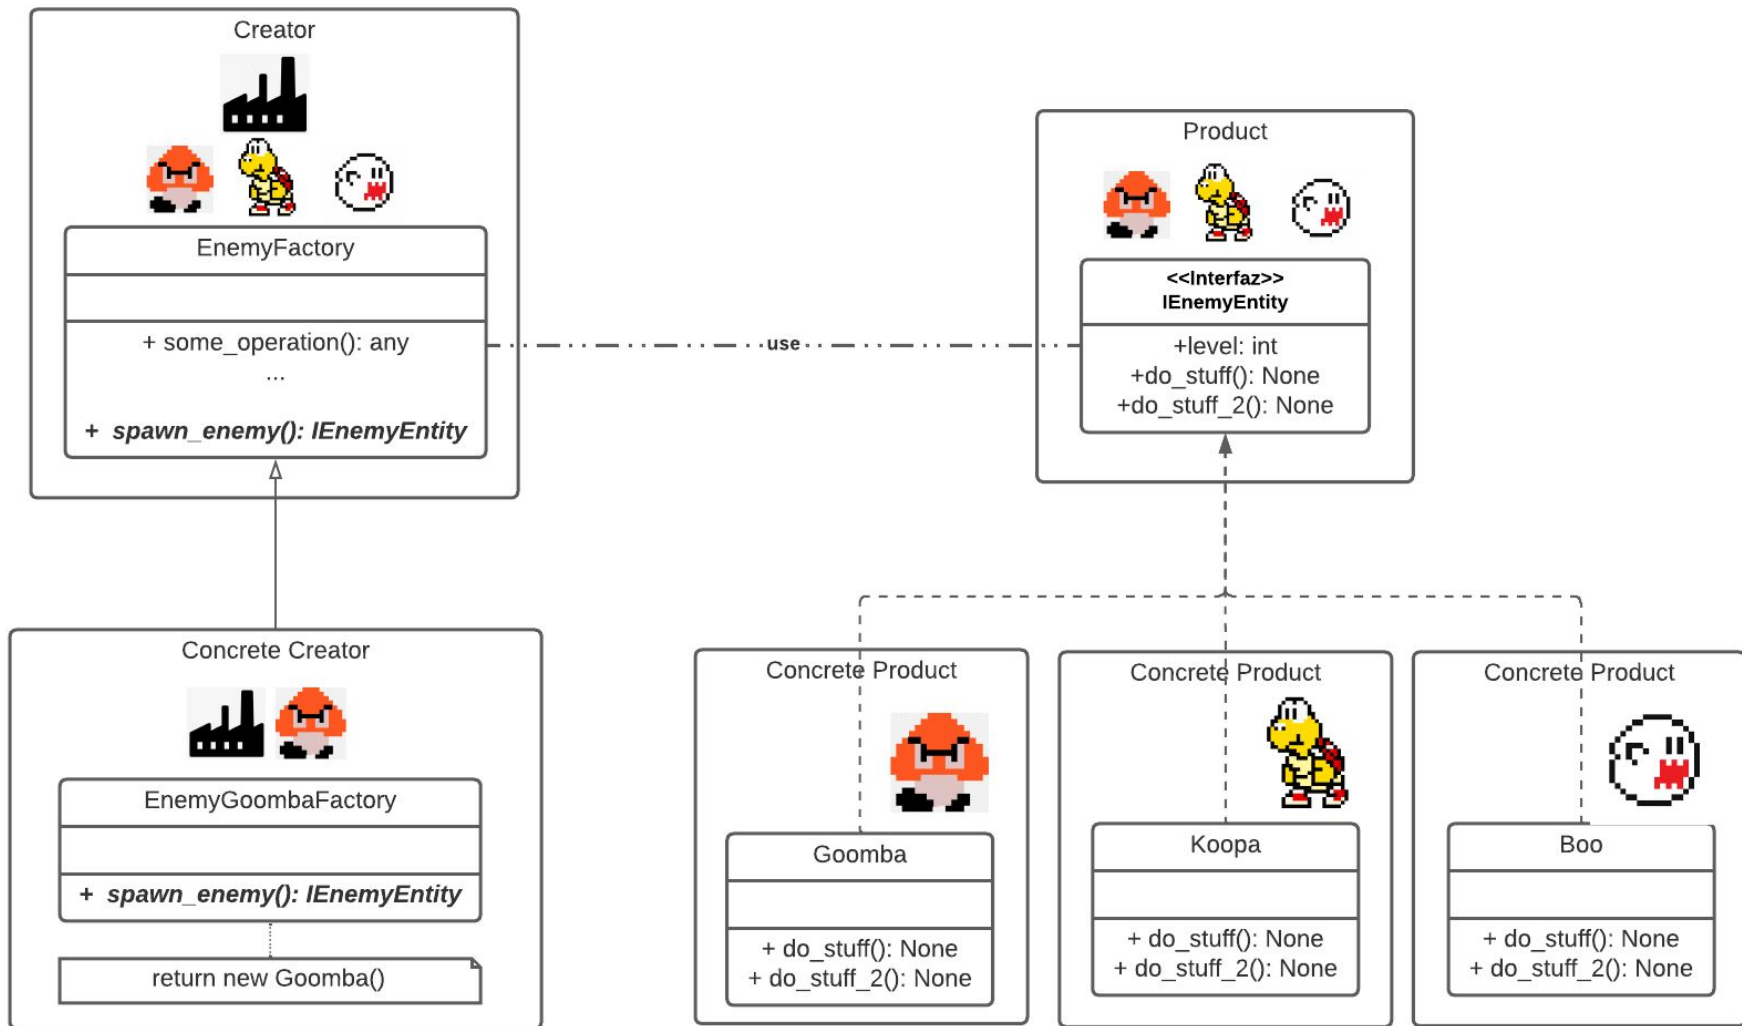 Creator
EnemyFactory
+ some_operation(): any
...
+ spawn_enemy(): IEnemyEntity
use
Product
<<Interfaz>>
IEnemyEntity
+level: int
+do_stuff(): None
+do_stuff_2(): None
Concrete Creator
EnemyGoombaFactory
+ spawn_enemy(): IEnemyEntity
return new Goomba()
Concrete Product
Goomba
+ do_stuff(): None
+ do_stuff_2(): None
Concrete Product
Koopa
+ do_stuff(): None
+ do_stuff_2(): None
Concrete Product
Boo
+ do_stuff(): None
+ do_stuff_2(): None